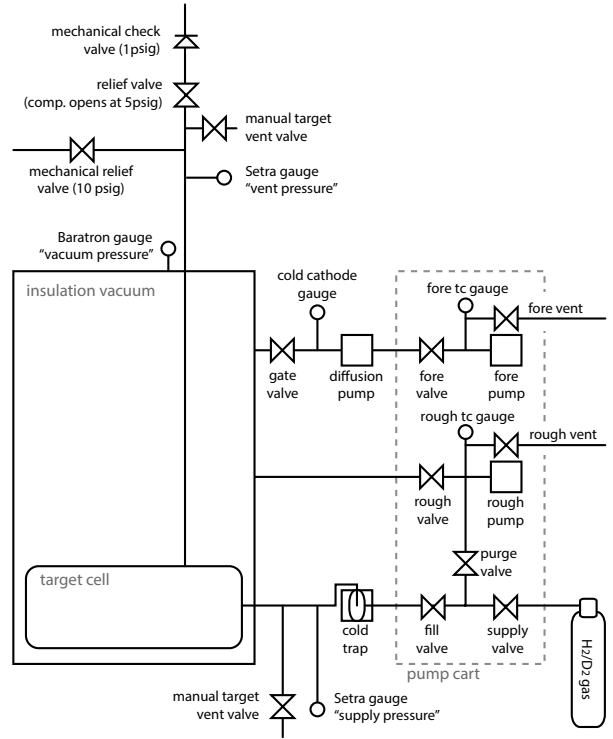 mechanical check
valve (1psig)
relief valve
(comp. opens at 5psig)
manual target
vent valve
mechanical relief
valve (10 psig)
Setra gauge
“vent pressure”
Baratron gauge
“vacuum pressure”
insulation vacuum
cold cathode
gauge
fore tc gauge
fore vent
gate
valve
diffusion
pump
fore
valve
fore
pump
rough tc gauge
rough vent
rough
valve
rough
pump
purge
valve
target cell
cold
trap
fill
valve
supply
valve
H2/D2 gas
pump cart
manual target
vent valve
Setra gauge
“supply pressure”